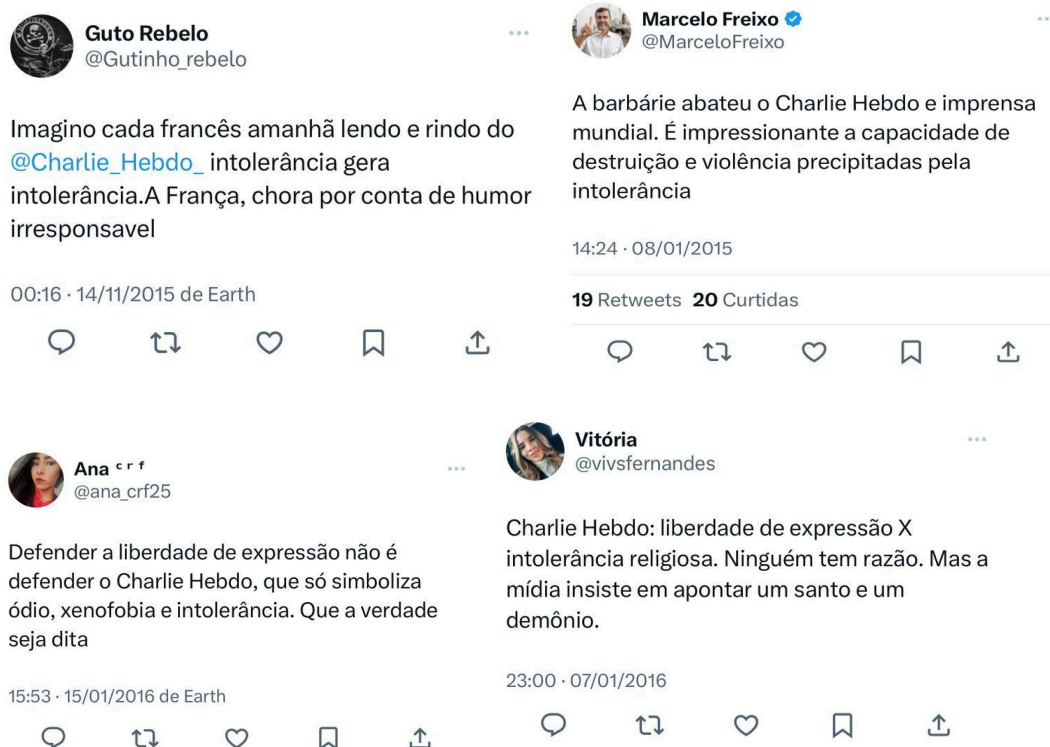 Guto Rebelo
@Gutinho_rebelo
Imagino cada francês amanhã lendo e rindo do
@Charlie_Hebdo_ intolerância gera
intolerância.A França, chora por conta de humor
irresponsavel
00:16 · 14/11/2015 de Earth
Marcelo Freixo
@MarceloFreixo
A barbárie abateu o Charlie Hebdo e imprensa
mundial. É impressionante a capacidade de
destruição e violência precipitadas pela
intolerância
14:24 · 08/01/2015
19 Retweets 20 Curtidas
Ana ᶜ ʳ ᶠ
@ana_crf25
Defender a liberdade de expressão não é
defender o Charlie Hebdo, que só simboliza
ódio, xenofobia e intolerância. Que a verdade
seja dita
15:53 · 15/01/2016 de Earth
Vitória
@vivsfernandes
Charlie Hebdo: liberdade de expressão X
intolerância religiosa. Ninguém tem razão. Mas a
mídia insiste em apontar um santo e um
demônio.
23:00 · 07/01/2016